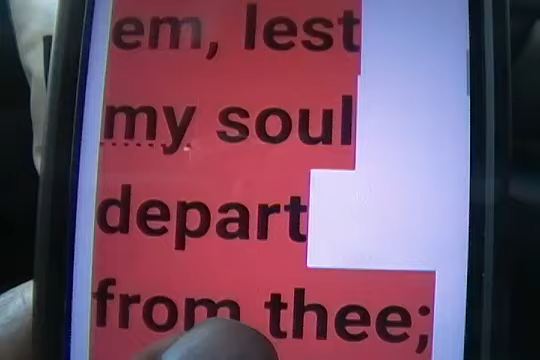 em, lest
my soul
depart
from thee;